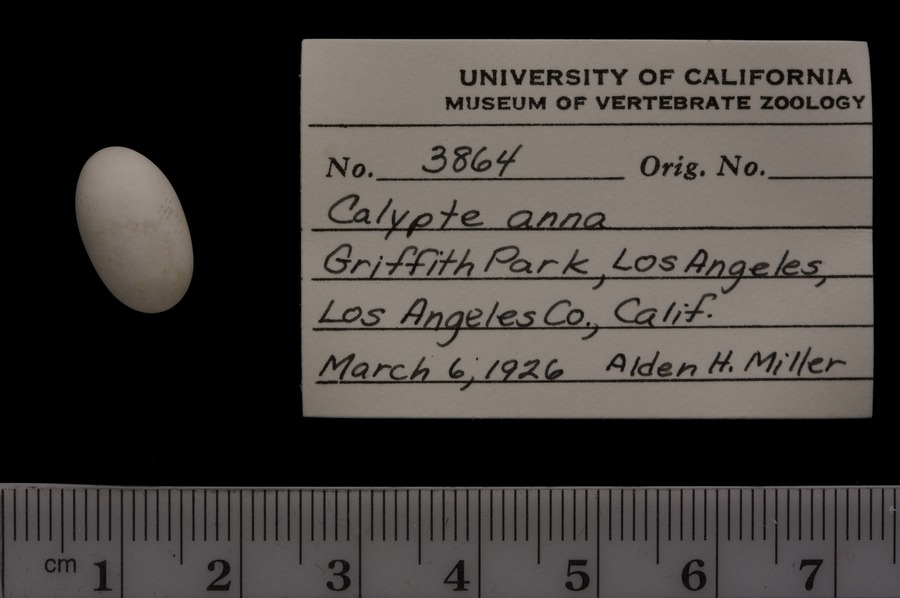 UNIVERSITY OF CALIFORNIA
MUSEUM OF VERTEBRATE ZOOLOGY
No. 3864 Orig. No.
Calypte anna
Griffith Park, Los Angeles,
Los Angeles Co., Calif.
March 6, 1926 Alden H. Miller
cm 1 2 3 4 5 6 7